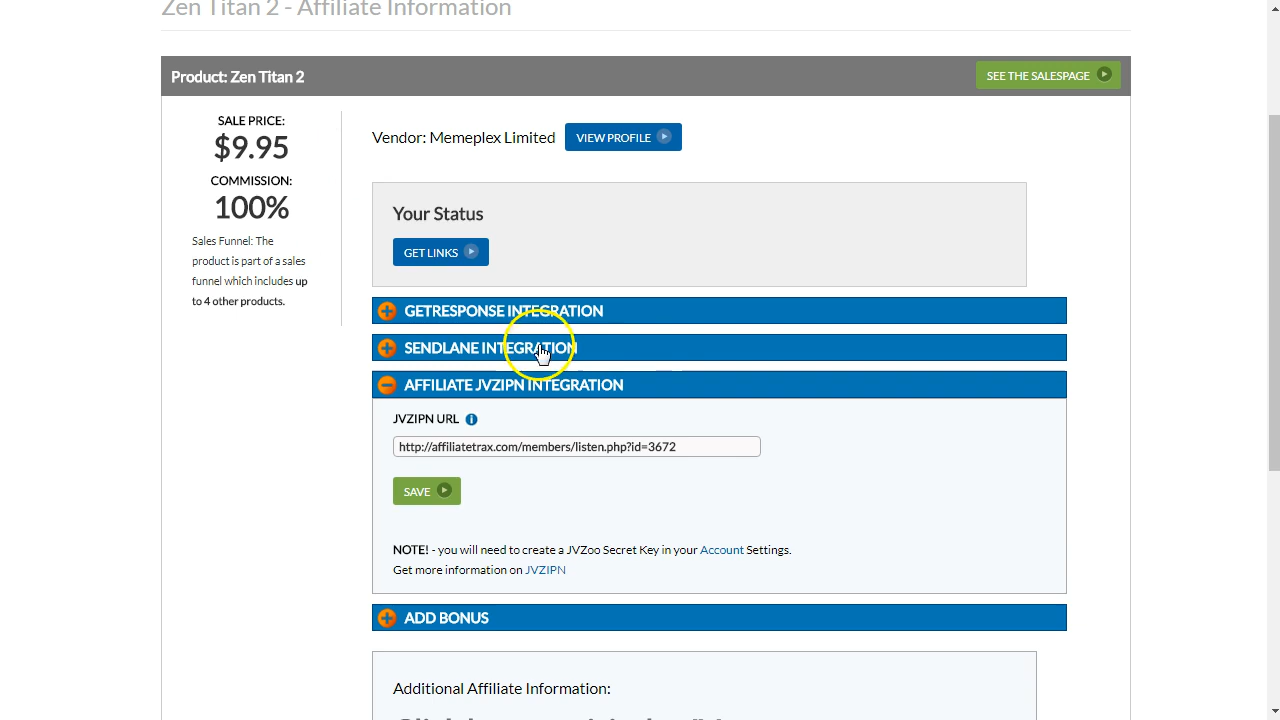 Zen Titan 2 - Affiliate Information
Product: Zen Titan 2
SEE THE SALESPAGE
SALE PRICE:
$9.95
COMMISSION:
100%
Sales Funnel: The
product is part of a sales
funnel which includes up
to 4 other products.
Vendor: Memeplex Limited
VIEW PROFILE
Your Status
GET LINKS
GETRESPONSE INTEGRATION
SENDLANE INTEGRATION
AFFILIATE JVZIPN INTEGRATION
JVZIPN URL
http://affiliatetrax.com/members/listen.php?id=3672
SAVE
NOTE! - you will need to create a JVZoo Secret Key in your Account Settings.
Get more information on JVZIPN
ADD BONUS
Additional Affiliate Information: